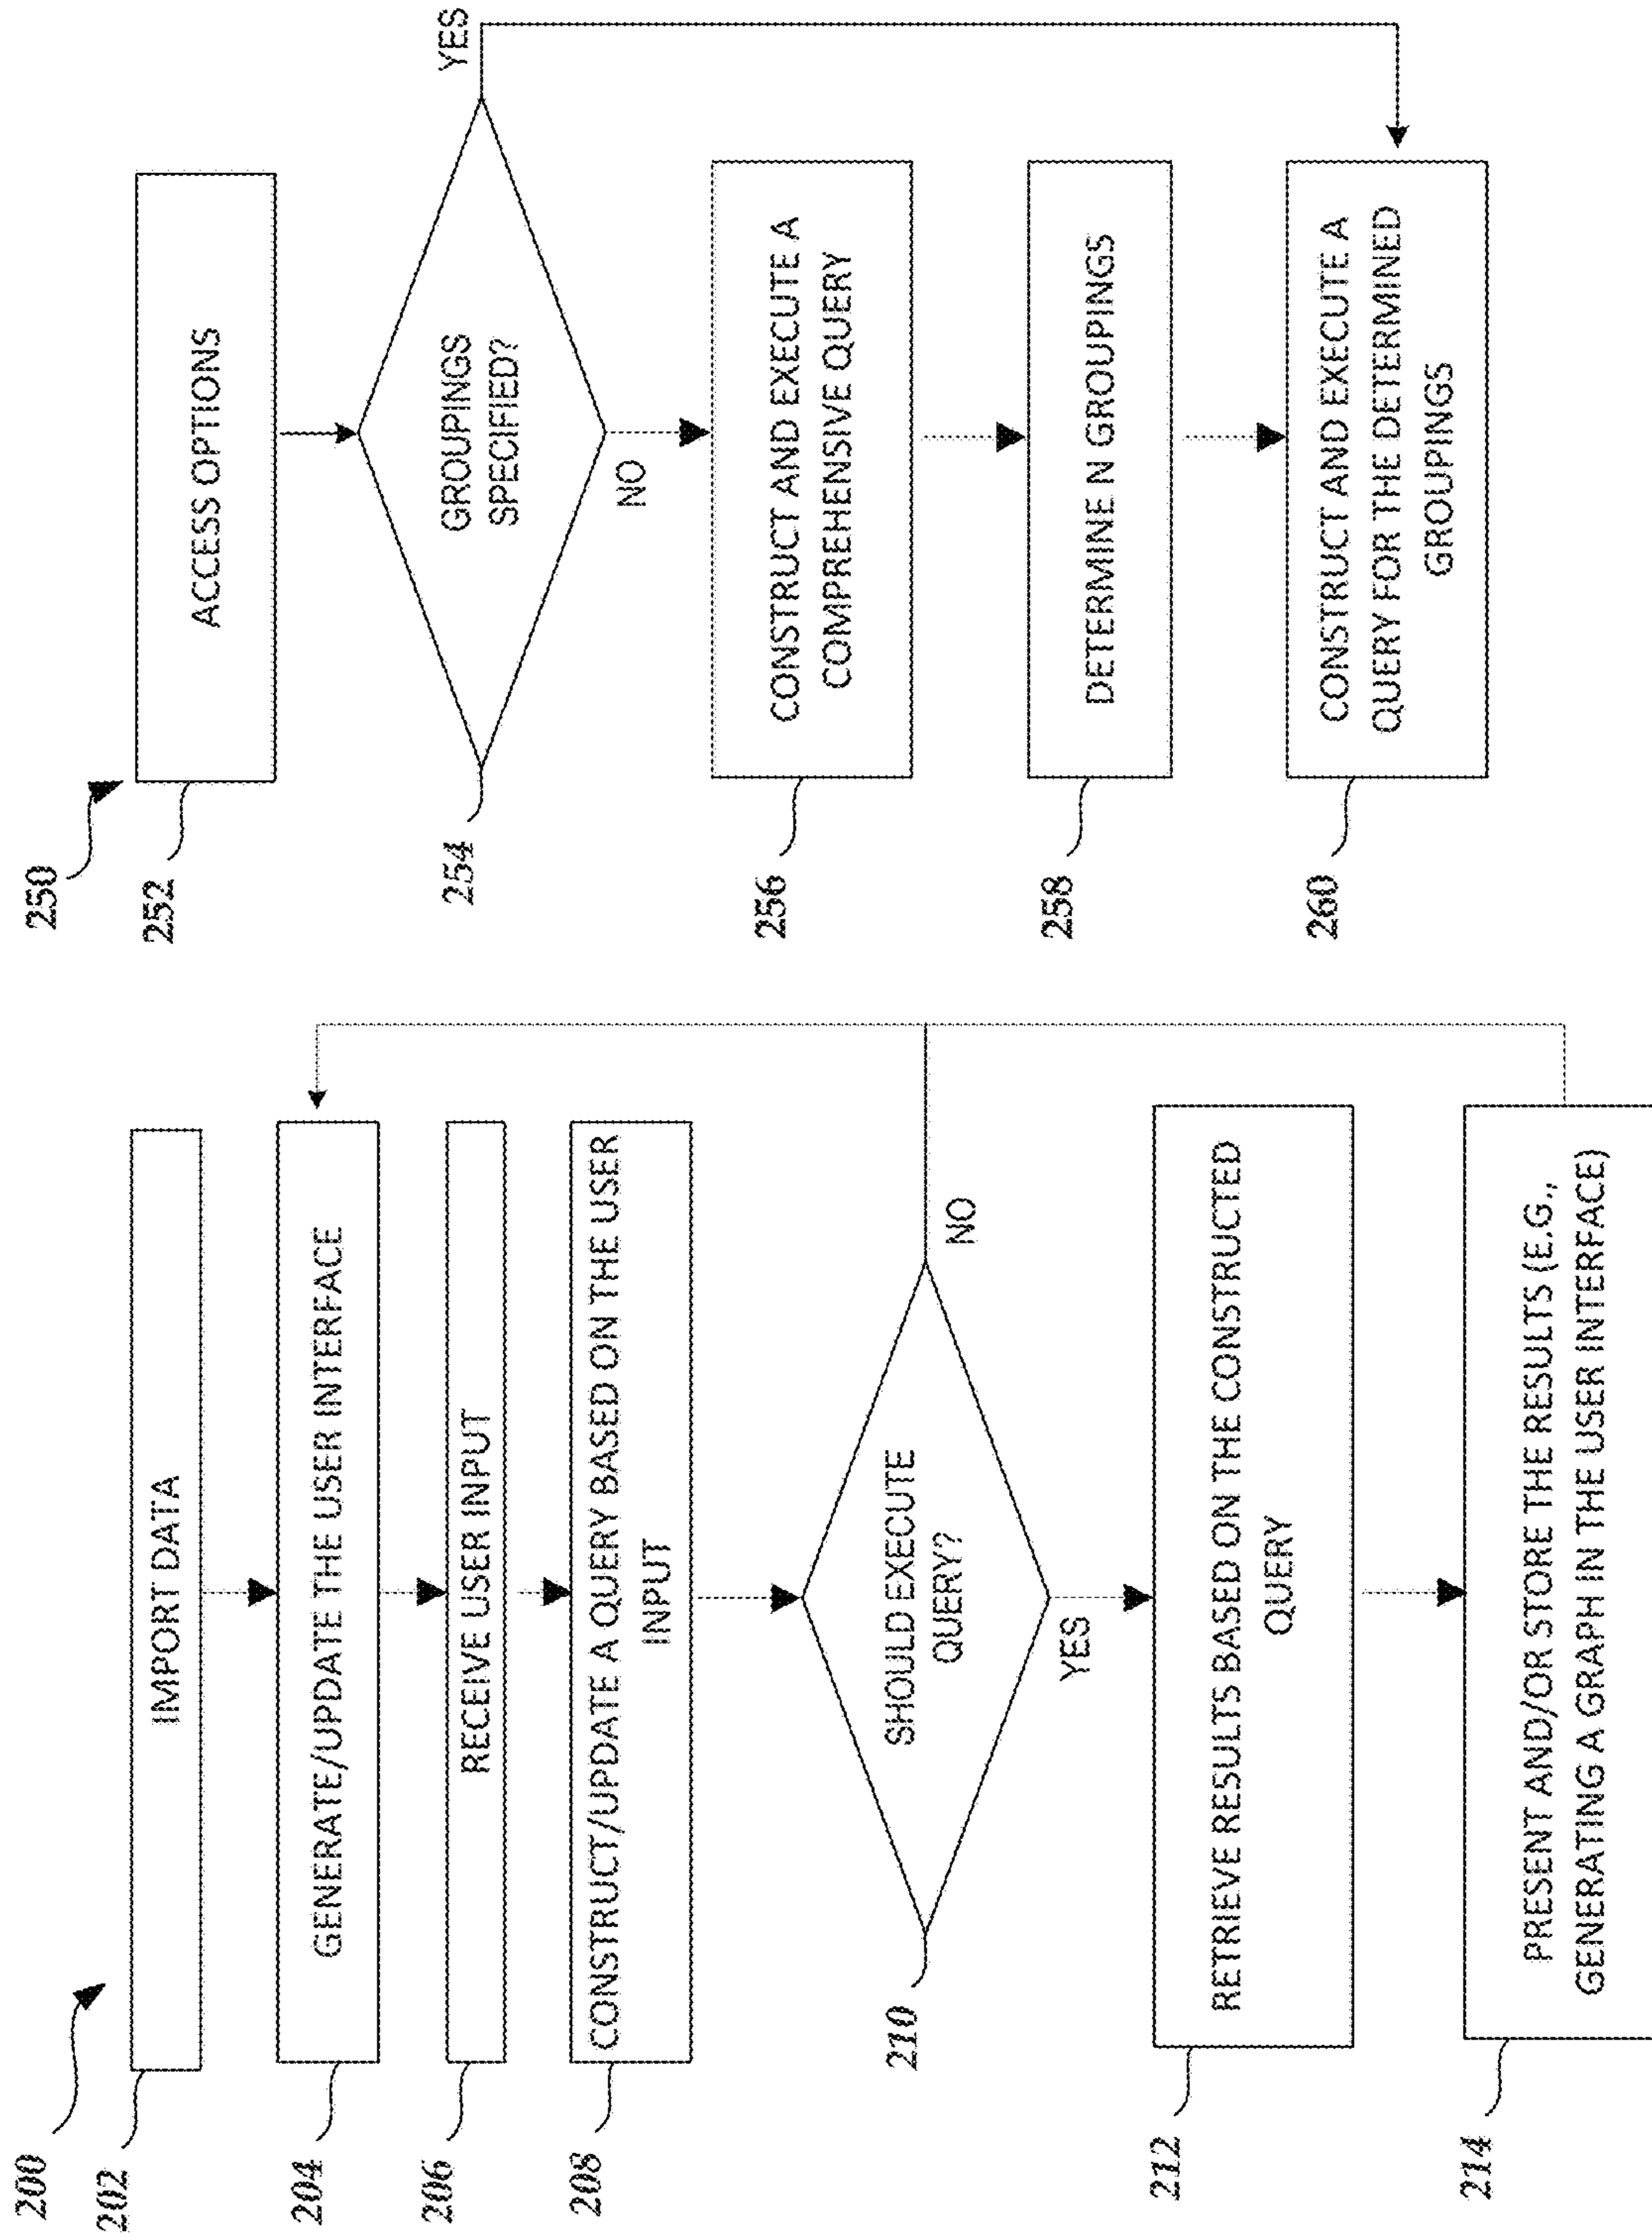 200
202
IMPORT DATA
204
GENERATE/UPDATE THE USER INTERFACE
206
RECEIVE USER INPUT
208
CONSTRUCT/UPDATE A QUERY BASED ON THE USER
INPUT
210
SHOULD EXECUTE
QUERY?
NO
YES
212
RETRIEVE RESULTS BASED ON THE CONSTRUCTED
QUERY
214
PRESENT AND/OR STORE THE RESULTS (E.G.,
GENERATING A GRAPH IN THE USER INTERFACE)
250
252
ACCESS OPTIONS
254
GROUPINGS
SPECIFIED?
YES
NO
256
CONSTRUCT AND EXECUTE A
COMPREHENSIVE QUERY
258
DETERMINE N GROUPINGS
260
CONSTRUCT AND EXECUTE A
QUERY FOR THE DETERMINED
GROUPINGS